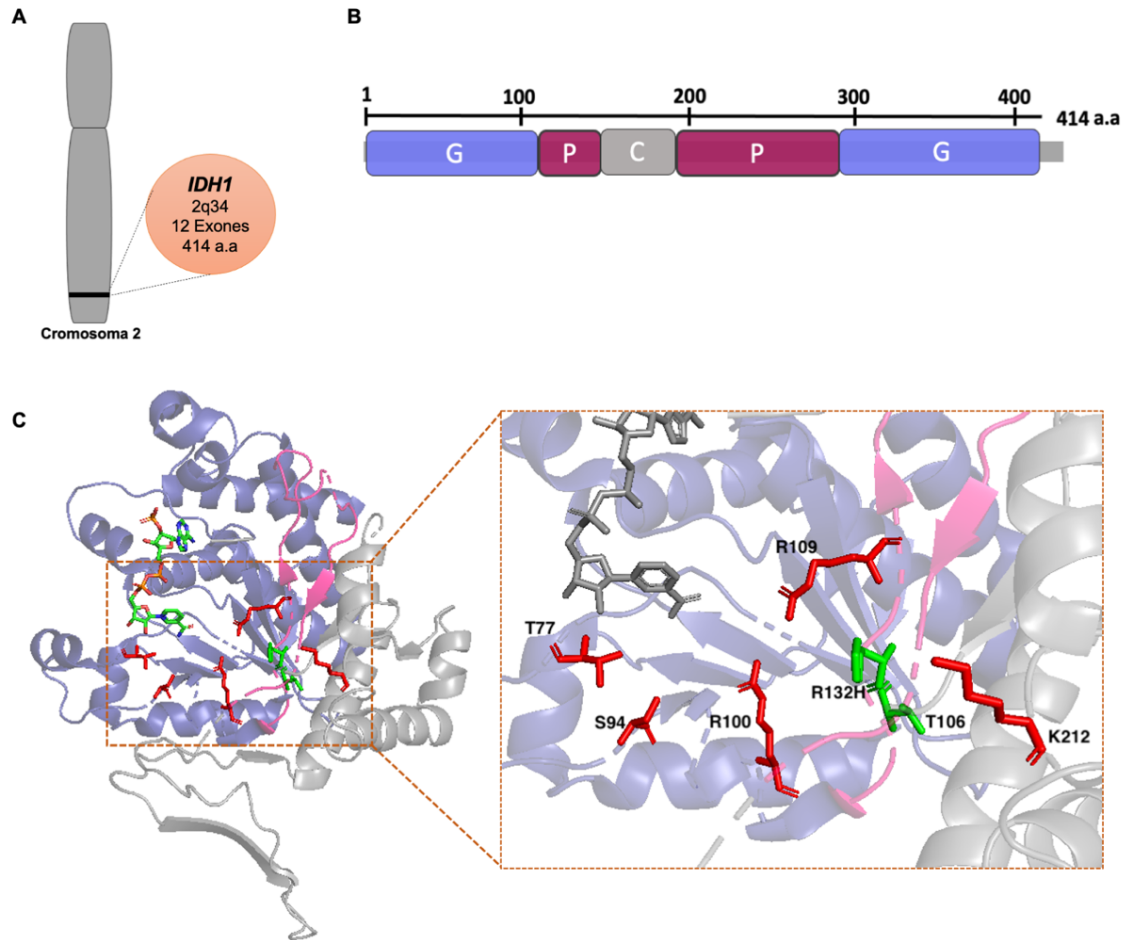 A
IDH1
2q34
12 Exones
414 a.a
Cromosoma 2
B
1 100 200 300 400 414 a.a
G P C P G
C
R109
T77
R132H
S94 R100 T106
K212